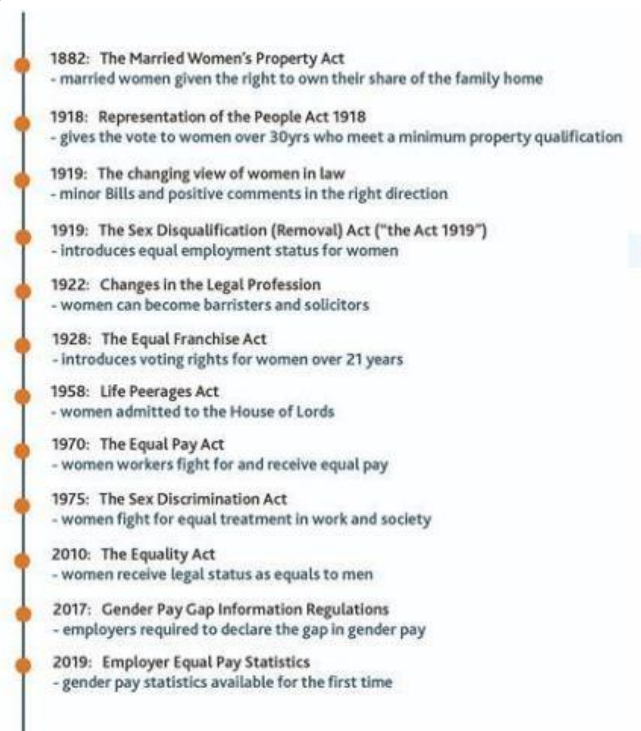 1882: The Married Women's Property Act
- married women given the right to own their share of the family home
1918: Representation of the People Act 1918
- gives the vote to women over 30yrs who meet a minimum property qualification
1919: The changing view of women in law
- minor Bills and positive comments in the right direction
1919: The Sex Disqualification (Removal) Act ("the Act 1919")
- introduces equal employment status for women
1922: Changes in the Legal Profession
- women can become barristers and solicitors
1928: The Equal Franchise Act
- introduces voting rights for women over 21 years
1958: Life Peerages Act
- women admitted to the House of Lords
1970: The Equal Pay Act
- women workers fight for and receive equal pay
1975: The Sex Discrimination Act
- women fight for equal treatment in work and society
2010: The Equality Act
- women receive legal status as equals to men
2017: Gender Pay Gap Information Regulations
- employers required to declare the gap in gender pay
2019: Employer Equal Pay Statistics
- gender pay statistics available for the first time